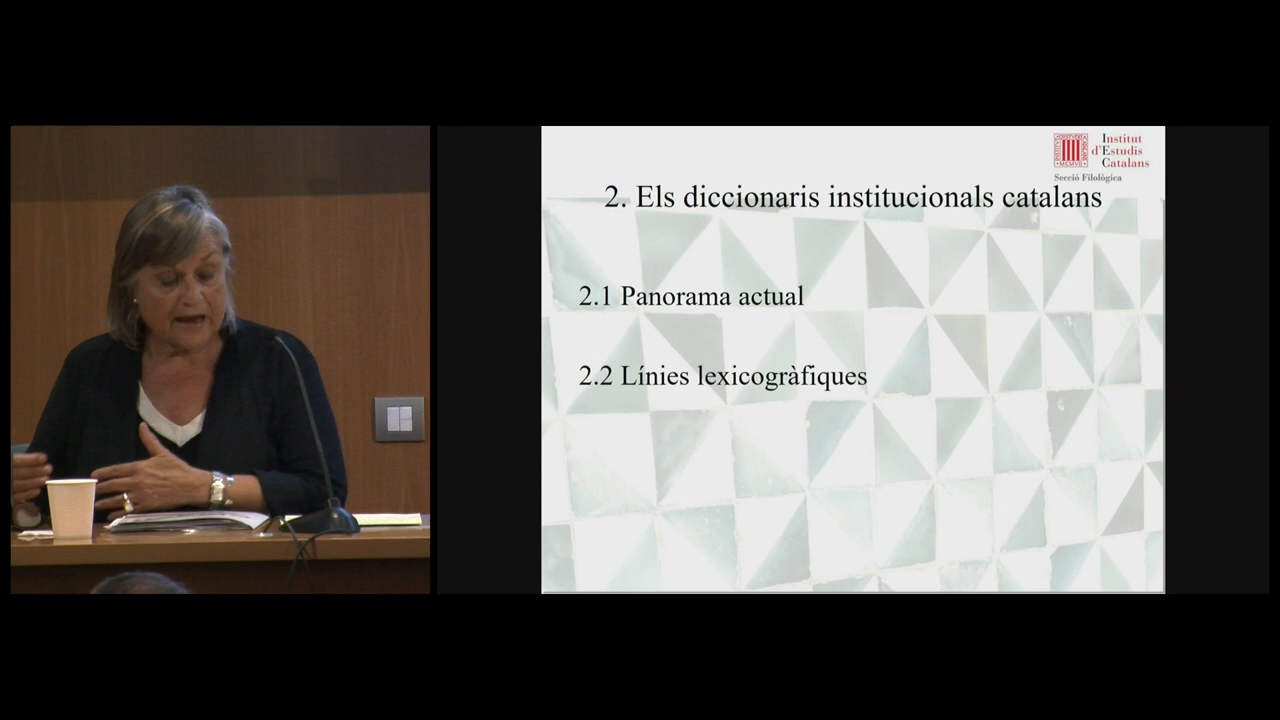 Institut
d'Estudis
Catalans
Secció Filològica
2. Els diccionaris institucionals catalans
2.1 Panorama actual
2.2 Línies lexicogràfiques